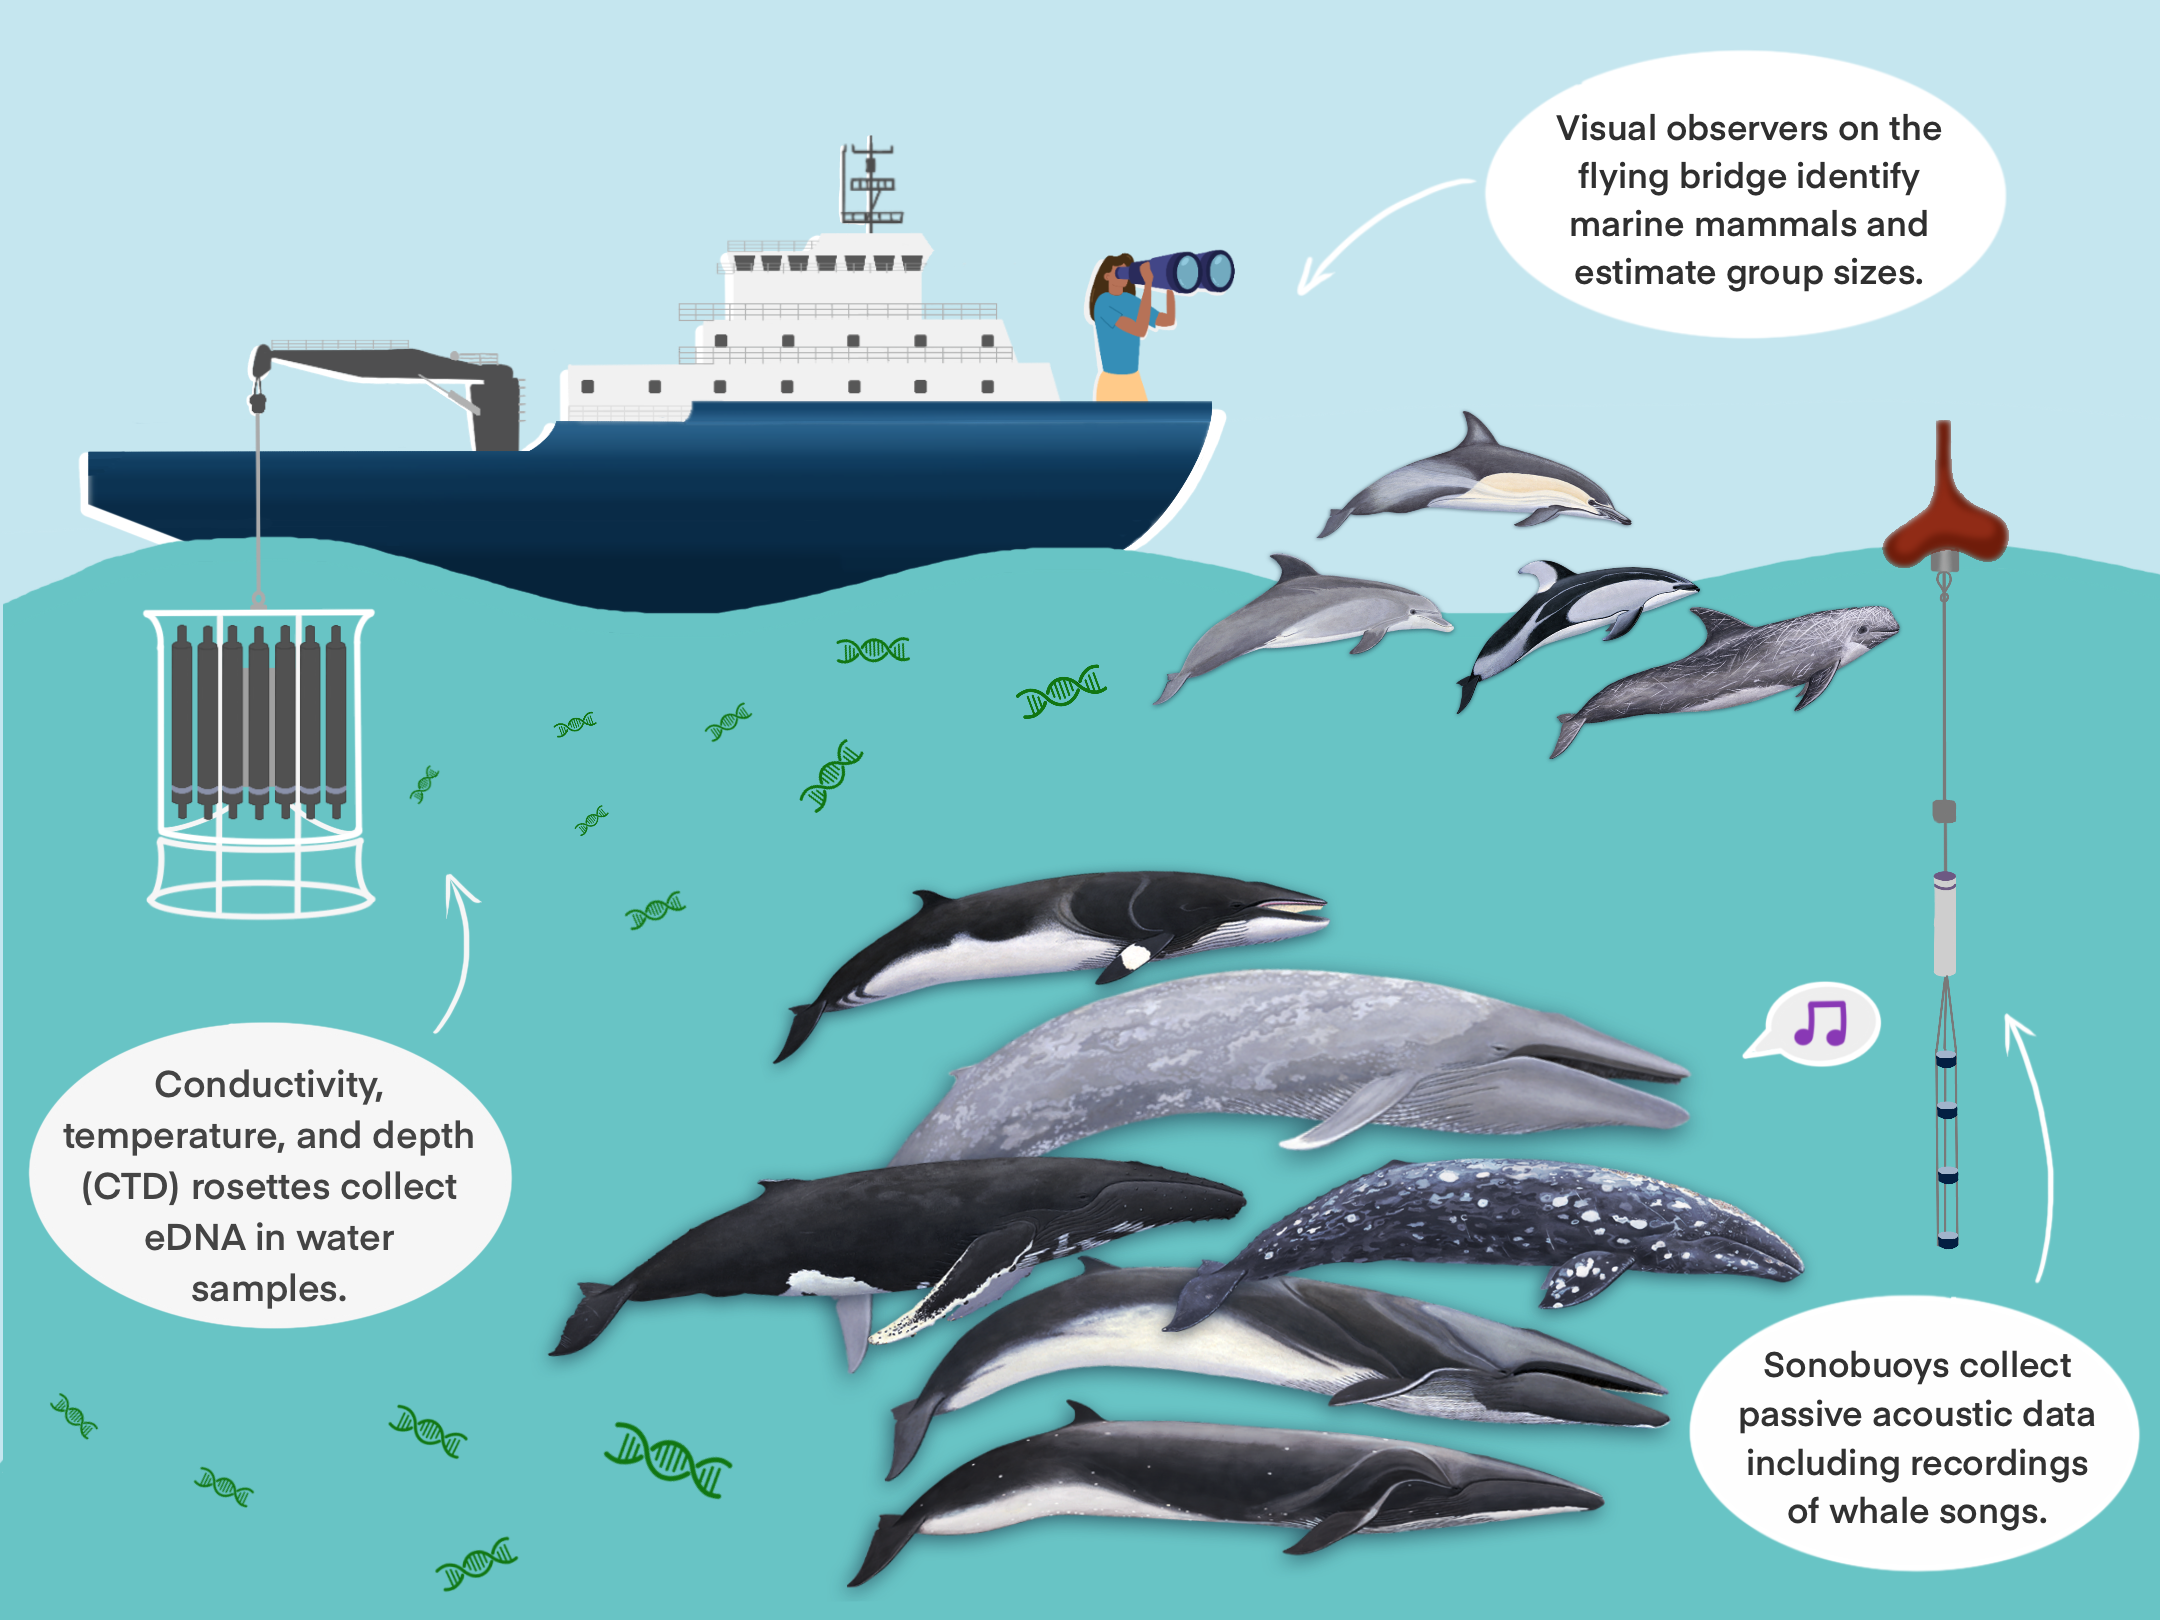 Visual observers on the
flying bridge identify
marine mammals and
estimate group sizes.
Conductivity,
temperature, and depth
(CTD) rosettes collect
eDNA in water
samples.
Sonobuoys collect
passive acoustic data
including recordings
of whale songs.